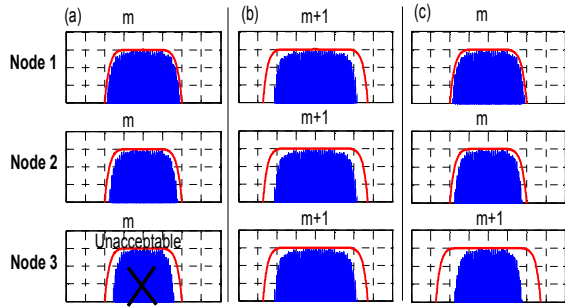 (a) (b) (c)
m m+1 m
Node 1
m m+1 m
Node 2
m m+1 m+1
Unacceptable
Node 3